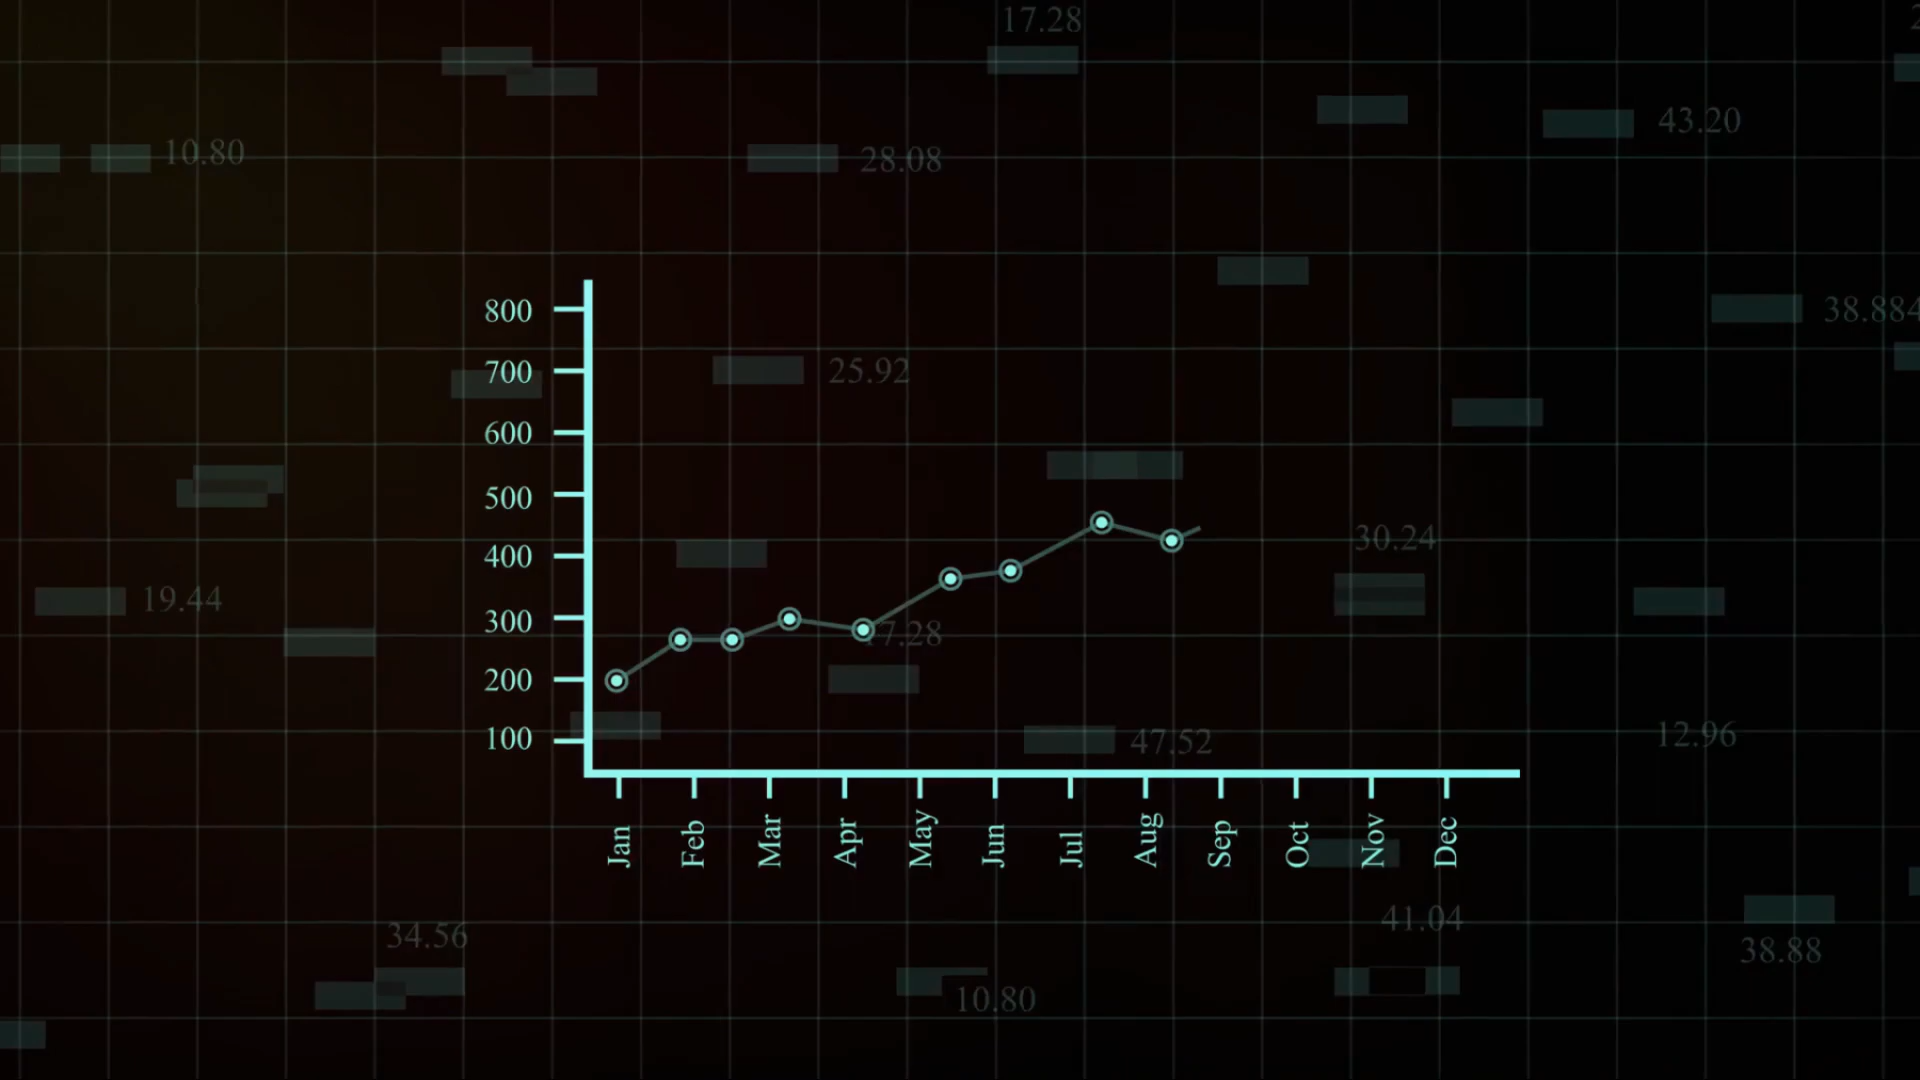 17.28
43.20
10.80
28.08
38.884
800
700
25.92
600
500
400
30.24
19.44
300
7.28
200
100
47.52
12.96
Jan
Feb
Mar
Apr
May
Jun
Jul
Aug
Sep
Oct
Nov
Dec
41.04
34.56
38.88
10.80